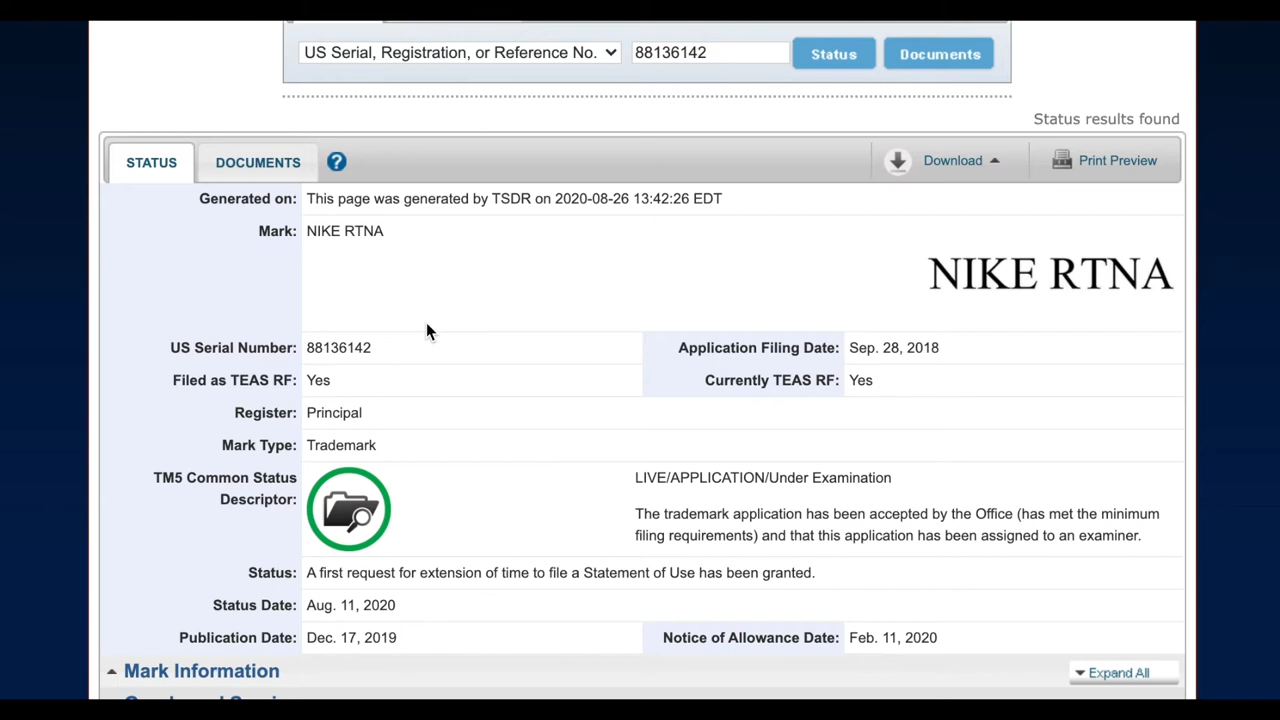 US Serial, Registration, or Reference No. 88136142 Status Documents
Status results found
STATUS DOCUMENTS ? Download Print Preview
Generated on: This page was generated by TSDR on 2020-08-26 13:42:26 EDT
Mark: NIKE RTNA
NIKE RTNA
US Serial Number: 88136142 Application Filing Date: Sep. 28, 2018
Filed as TEAS RF: Yes Currently TEAS RF: Yes
Register: Principal
Mark Type: Trademark
TM5 Common Status Descriptor: LIVE/APPLICATION/Under Examination
The trademark application has been accepted by the Office (has met the minimum
filing requirements) and that this application has been assigned to an examiner.
Status: A first request for extension of time to file a Statement of Use has been granted.
Status Date: Aug. 11, 2020
Publication Date: Dec. 17, 2019 Notice of Allowance Date: Feb. 11, 2020
Mark Information Expand All